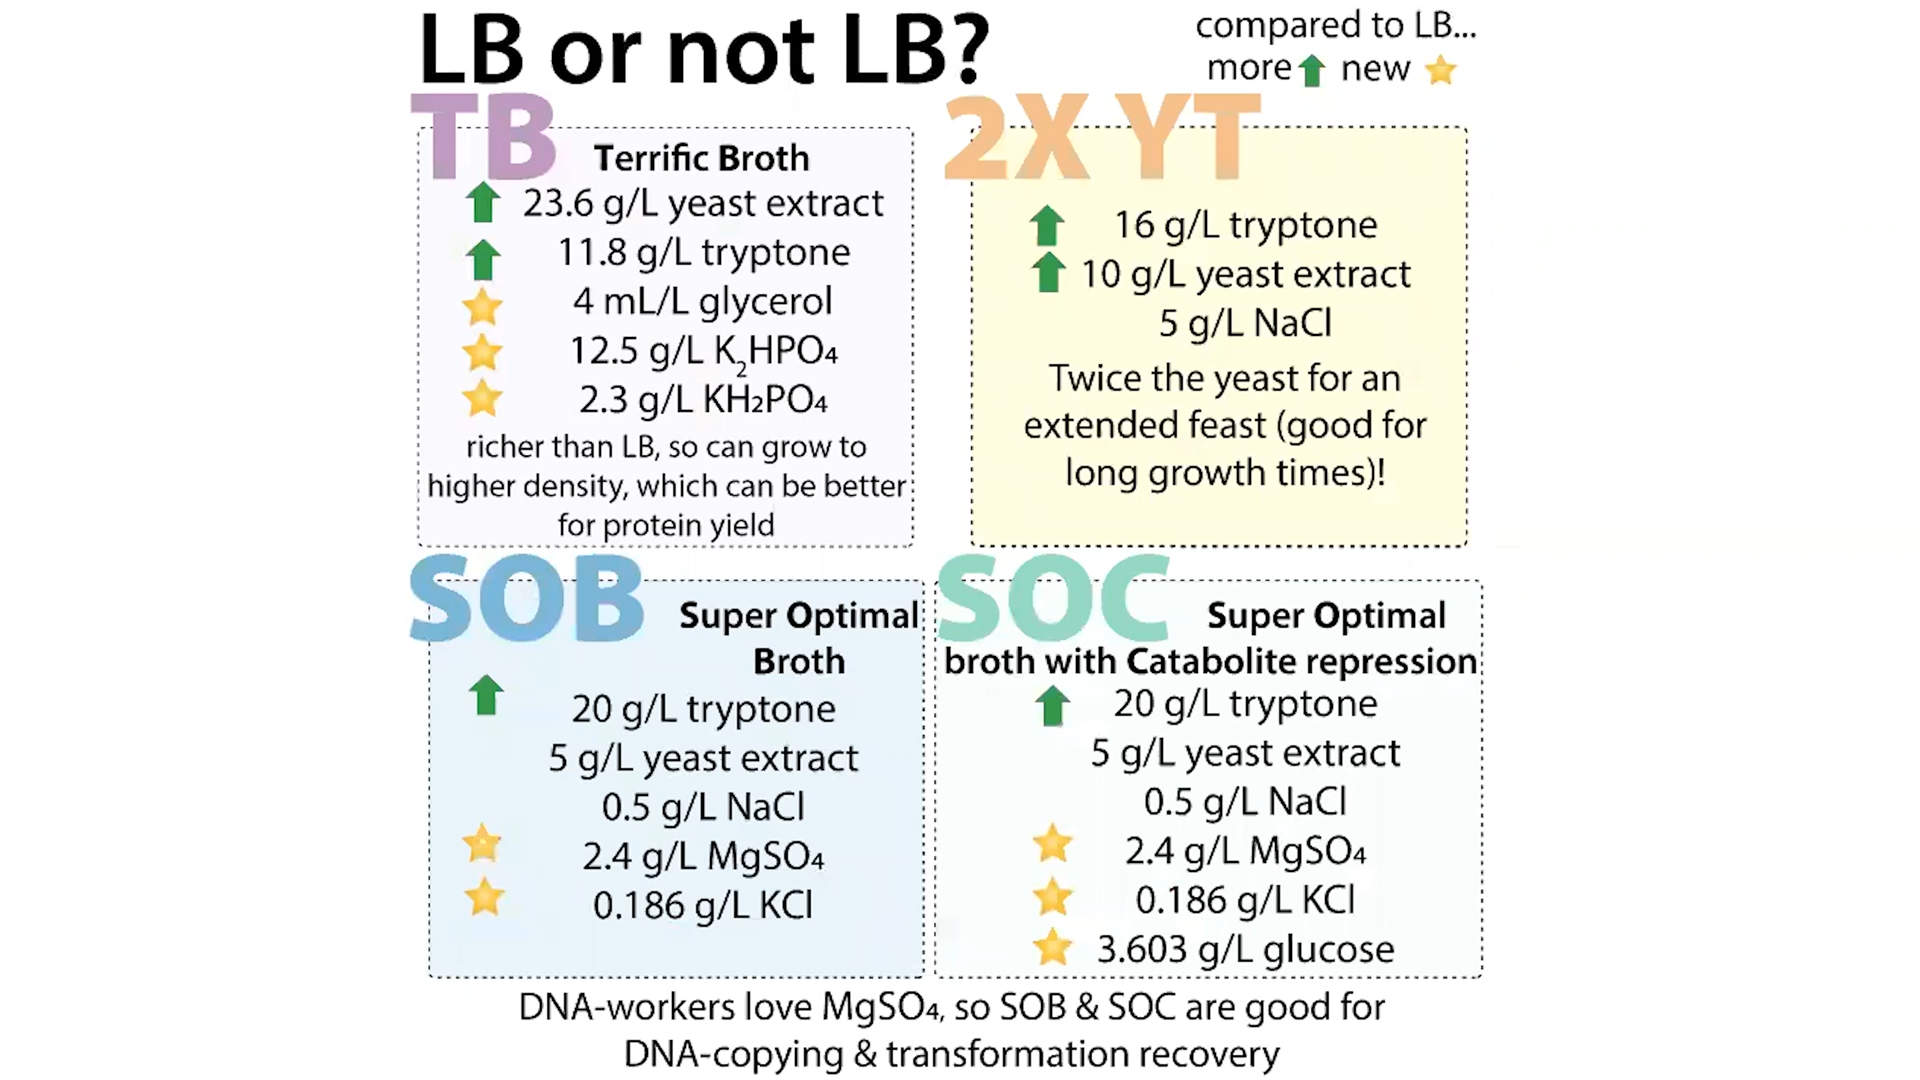 LB or not LB?
compared to LB...
more new
TB
Terrific Broth
23.6 g/L yeast extract
11.8 g/L tryptone
4 mL/L glycerol
12.5 g/L K₂HPO₄
2.3 g/L KH₂PO₄
richer than LB, so can grow to
higher density, which can be better
for protein yield
2X YT
16 g/L tryptone
10 g/L yeast extract
5 g/L NaCl
Twice the yeast for an
extended feast (good for
long growth times)!
SOB
Super Optimal
Broth
20 g/L tryptone
5 g/L yeast extract
0.5 g/L NaCl
2.4 g/L MgSO₄
0.186 g/L KCl
SOC
Super Optimal
broth with Catabolite repression
20 g/L tryptone
5 g/L yeast extract
0.5 g/L NaCl
2.4 g/L MgSO₄
0.186 g/L KCl
3.603 g/L glucose
DNA-workers love MgSO₄, so SOB & SOC are good for
DNA-copying & transformation recovery